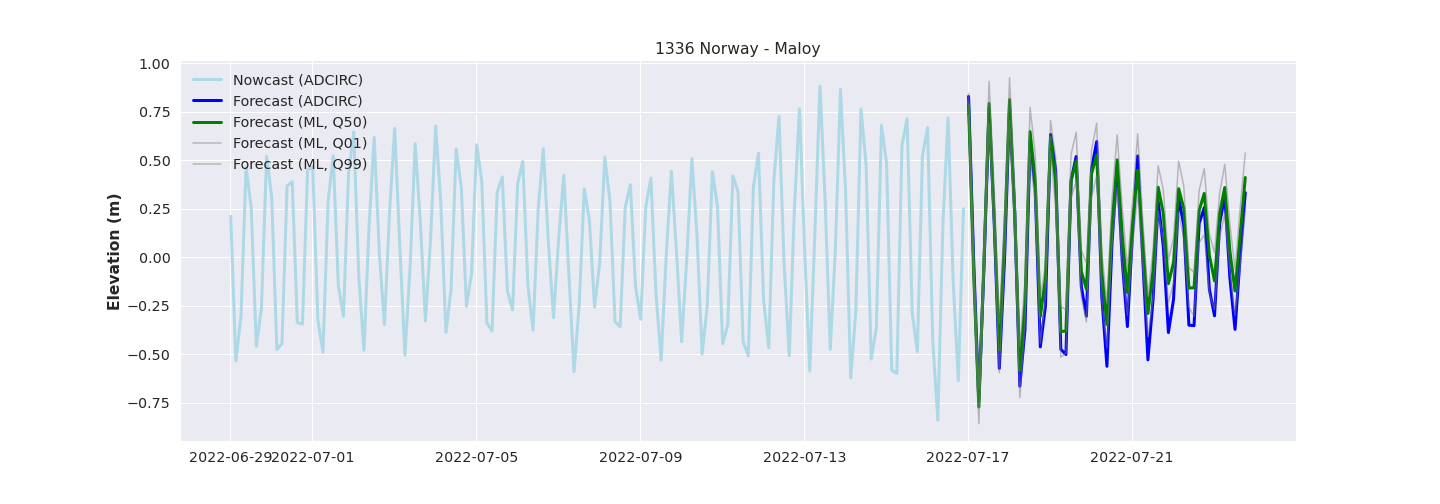 1336 Norway - Maloy
Nowcast (ADCIRC)
Forecast (ADCIRC)
Forecast (ML, Q50)
Forecast (ML, Q01)
Forecast (ML, Q99)
Elevation (m)
1.00
0.75
0.50
0.25
0.00
−0.25
−0.50
−0.75
2022-06-29 2022-07-01 2022-07-05 2022-07-09 2022-07-13 2022-07-17 2022-07-21